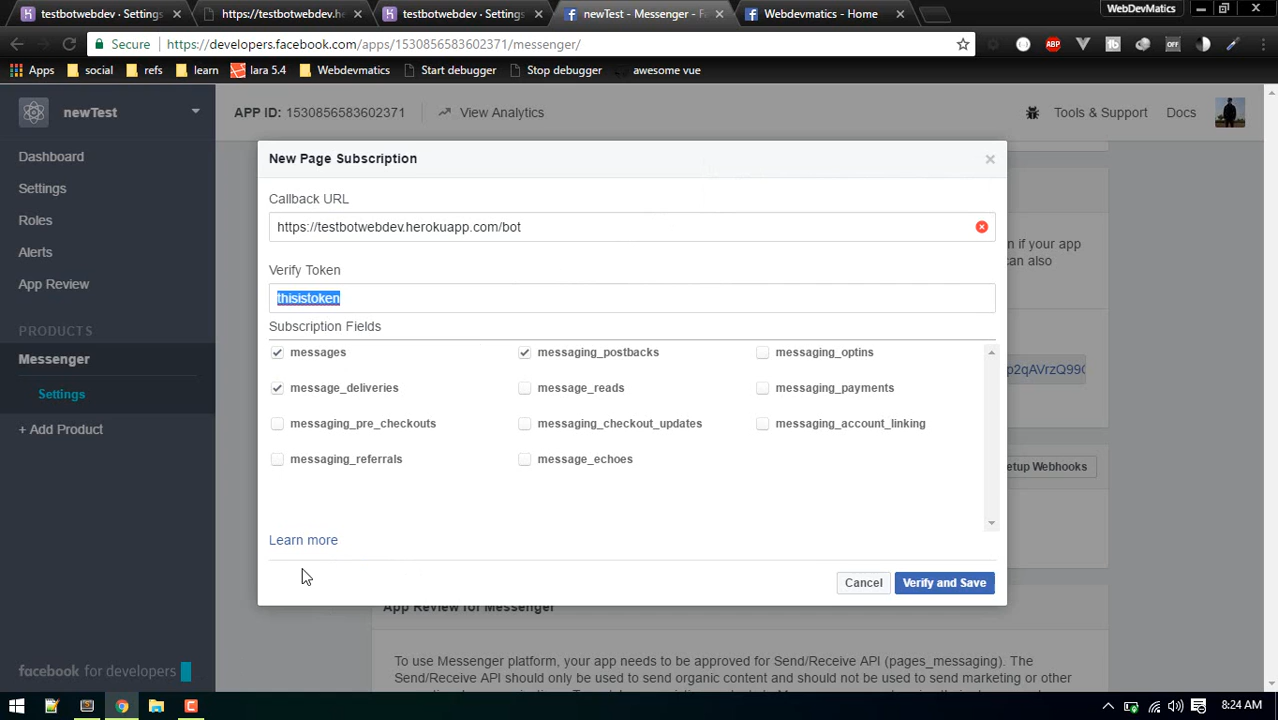 testbotwebdev · Settings
https://testbotwebdev.he
testbotwebdev · Settings
newTest - Messenger - F
Webdevmatics - Home
WebDevMatics
Secure
https://developers.facebook.com/apps/1530856583602371/messenger/
ABP
fb
OFF
Apps
social
refs
learn
lara 5.4
Webdevmatics
Start debugger
Stop debugger
awesome vue
newTest
APP ID: 1530856583602371
View Analytics
Tools & Support
Docs
Dashboard
Settings
Roles
Alerts
App Review
PRODUCTS
Messenger
Settings
+ Add Product
facebook for developers
New Page Subscription
Callback URL
https://testbotwebdev.herokuapp.com/bot
Verify Token
thisistoken
Subscription Fields
messages
messaging_postbacks
messaging_optins
message_deliveries
message_reads
messaging_payments
messaging_pre_checkouts
messaging_checkout_updates
messaging_account_linking
messaging_referrals
message_echoes
Learn more
Cancel
Verify and Save
n if your app
can also
p2qAVrzQ99
etup Webhooks
App Review for Messenger
To use Messenger platform, your app needs to be approved for Send/Receive API (pages_messaging). The
Send/Receive API should only be used to send organic content and should not be used to send marketing or other
8:24 AM